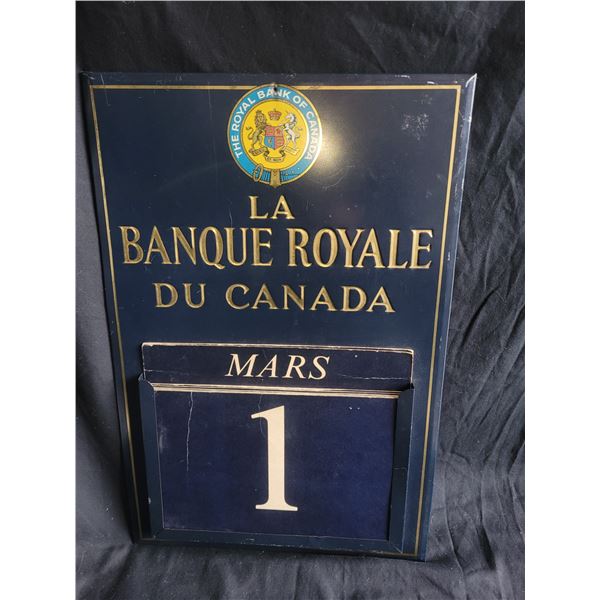 THE ROYAL BANK OF CANADA
LA
BANQUE ROYALE
DU CANADA
MARS
1